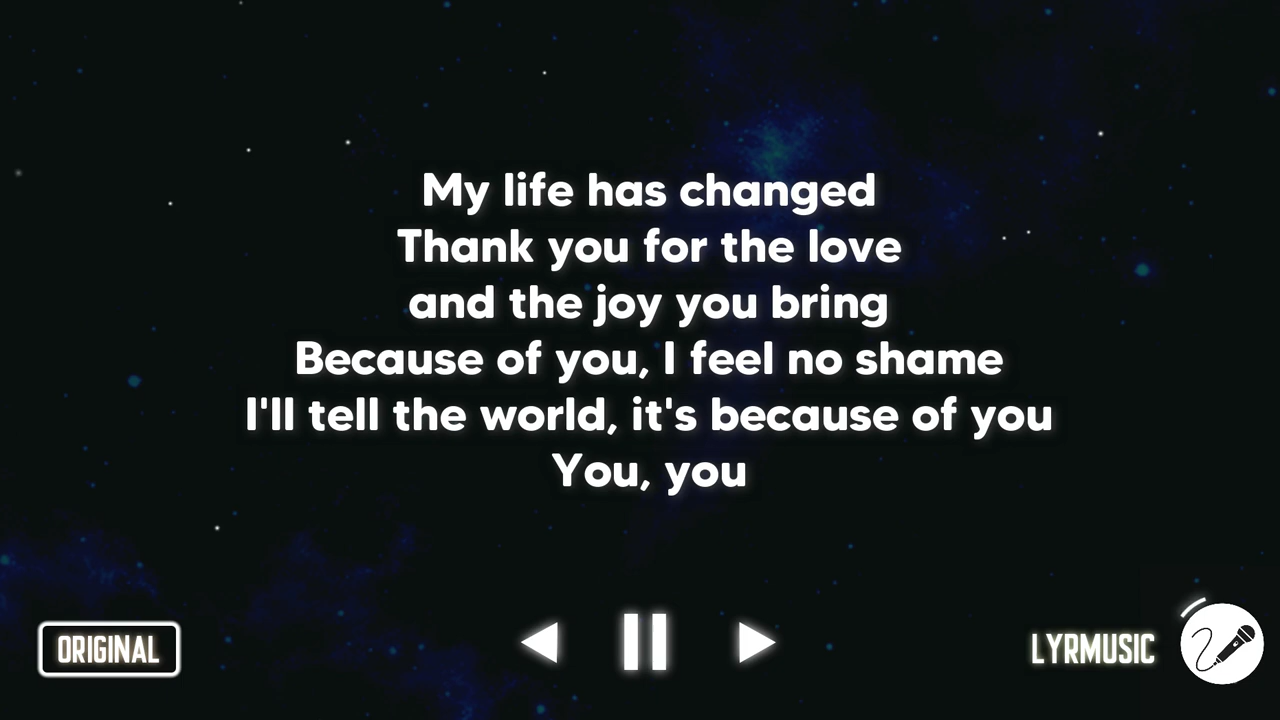 My life has changed
Thank you for the love
and the joy you bring
Because of you, I feel no shame
I'll tell the world, it's because of you
You, you
ORIGINAL
LYRMUSIC